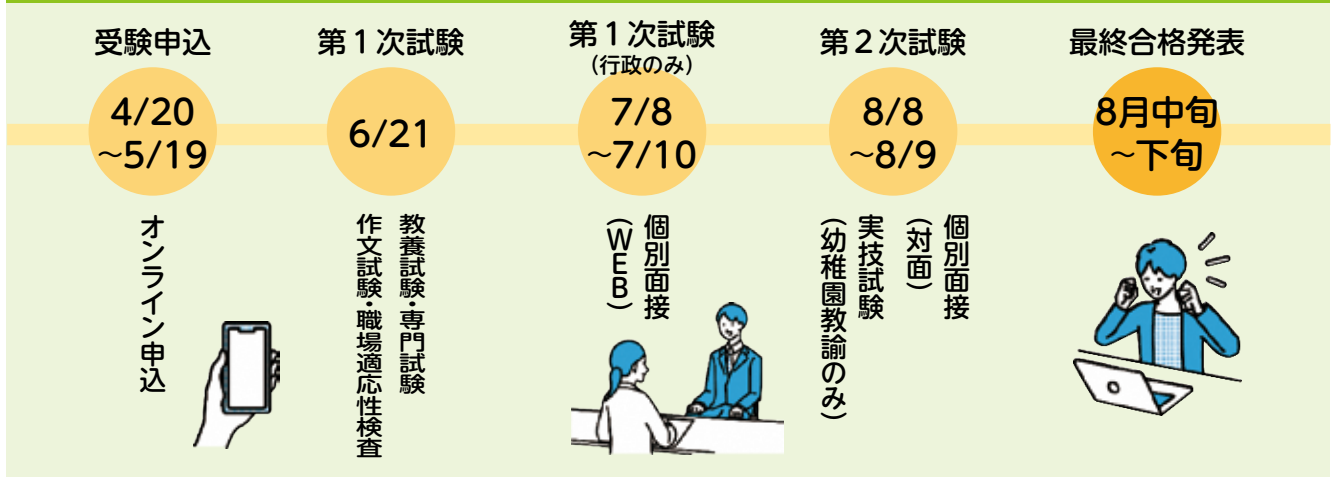 受験申込
4/20
～5/19
オンライン申込
第1次試験
6/21
教養試験・専門試験
作文試験・職場適応性検査
第1次試験
（行政のみ）
7/8
～7/10
個別面接
（WEB）
第2次試験
8/8
～8/9
個別面接
（対面）
実技試験
（幼稚園教諭のみ）
最終合格発表
8月中旬
～下旬